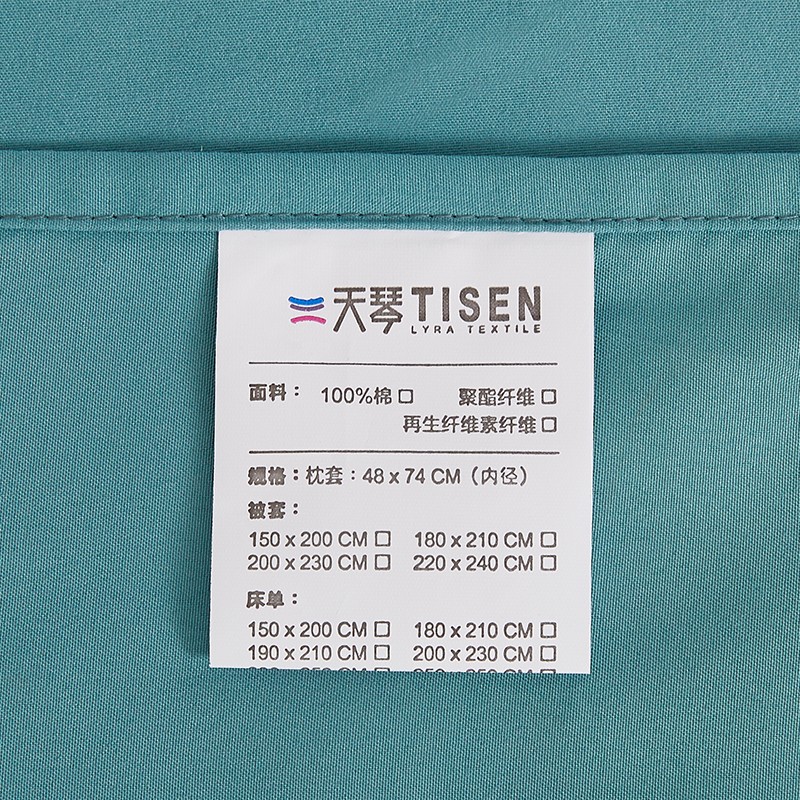 天琴TISEN
LYRA TEXTILE
面料： 100%棉□ 聚酯纤维□
再生纤维素纤维□
规格：枕套：48 x 74 CM（内径）
被套：
150 x 200 CM□ 180 x 210 CM□
200 x 230 CM□ 220 x 240 CM□
床单：
150 x 200 CM□ 180 x 210 CM□
190 x 210 CM□ 200 x 230 CM□